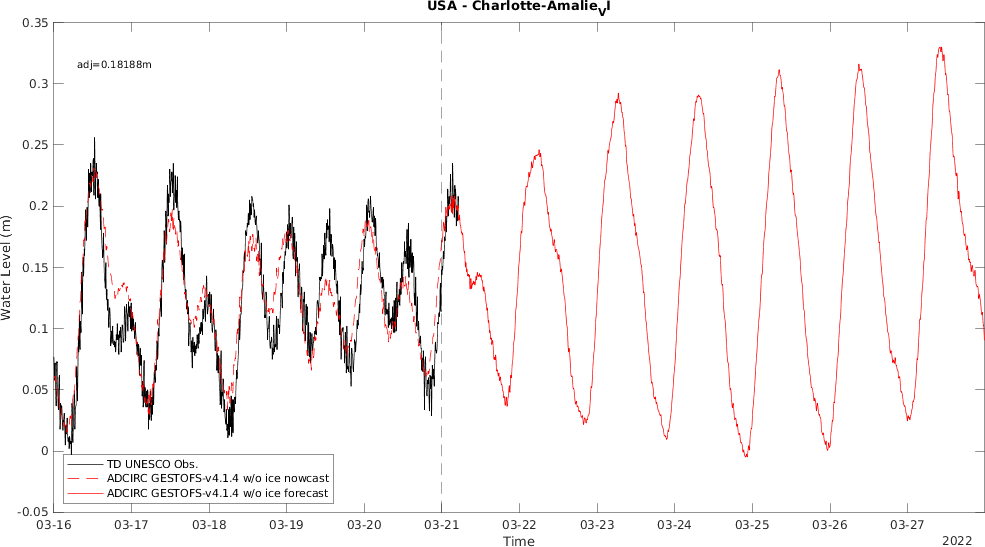 USA - Charlotte-Amalie_VI
0.35
adj=0.18188m
0.3
0.25
0.2
0.15
0.1
0.05
0
-0.05
Water Level (m)
TD UNESCO Obs.
ADCIRC GESTOFS-v4.1.4 w/o ice nowcast
ADCIRC GESTOFS-v4.1.4 w/o ice forecast
03-16 03-17 03-18 03-19 03-20 03-21 03-22 03-23 03-24 03-25 03-26 03-27
Time
2022